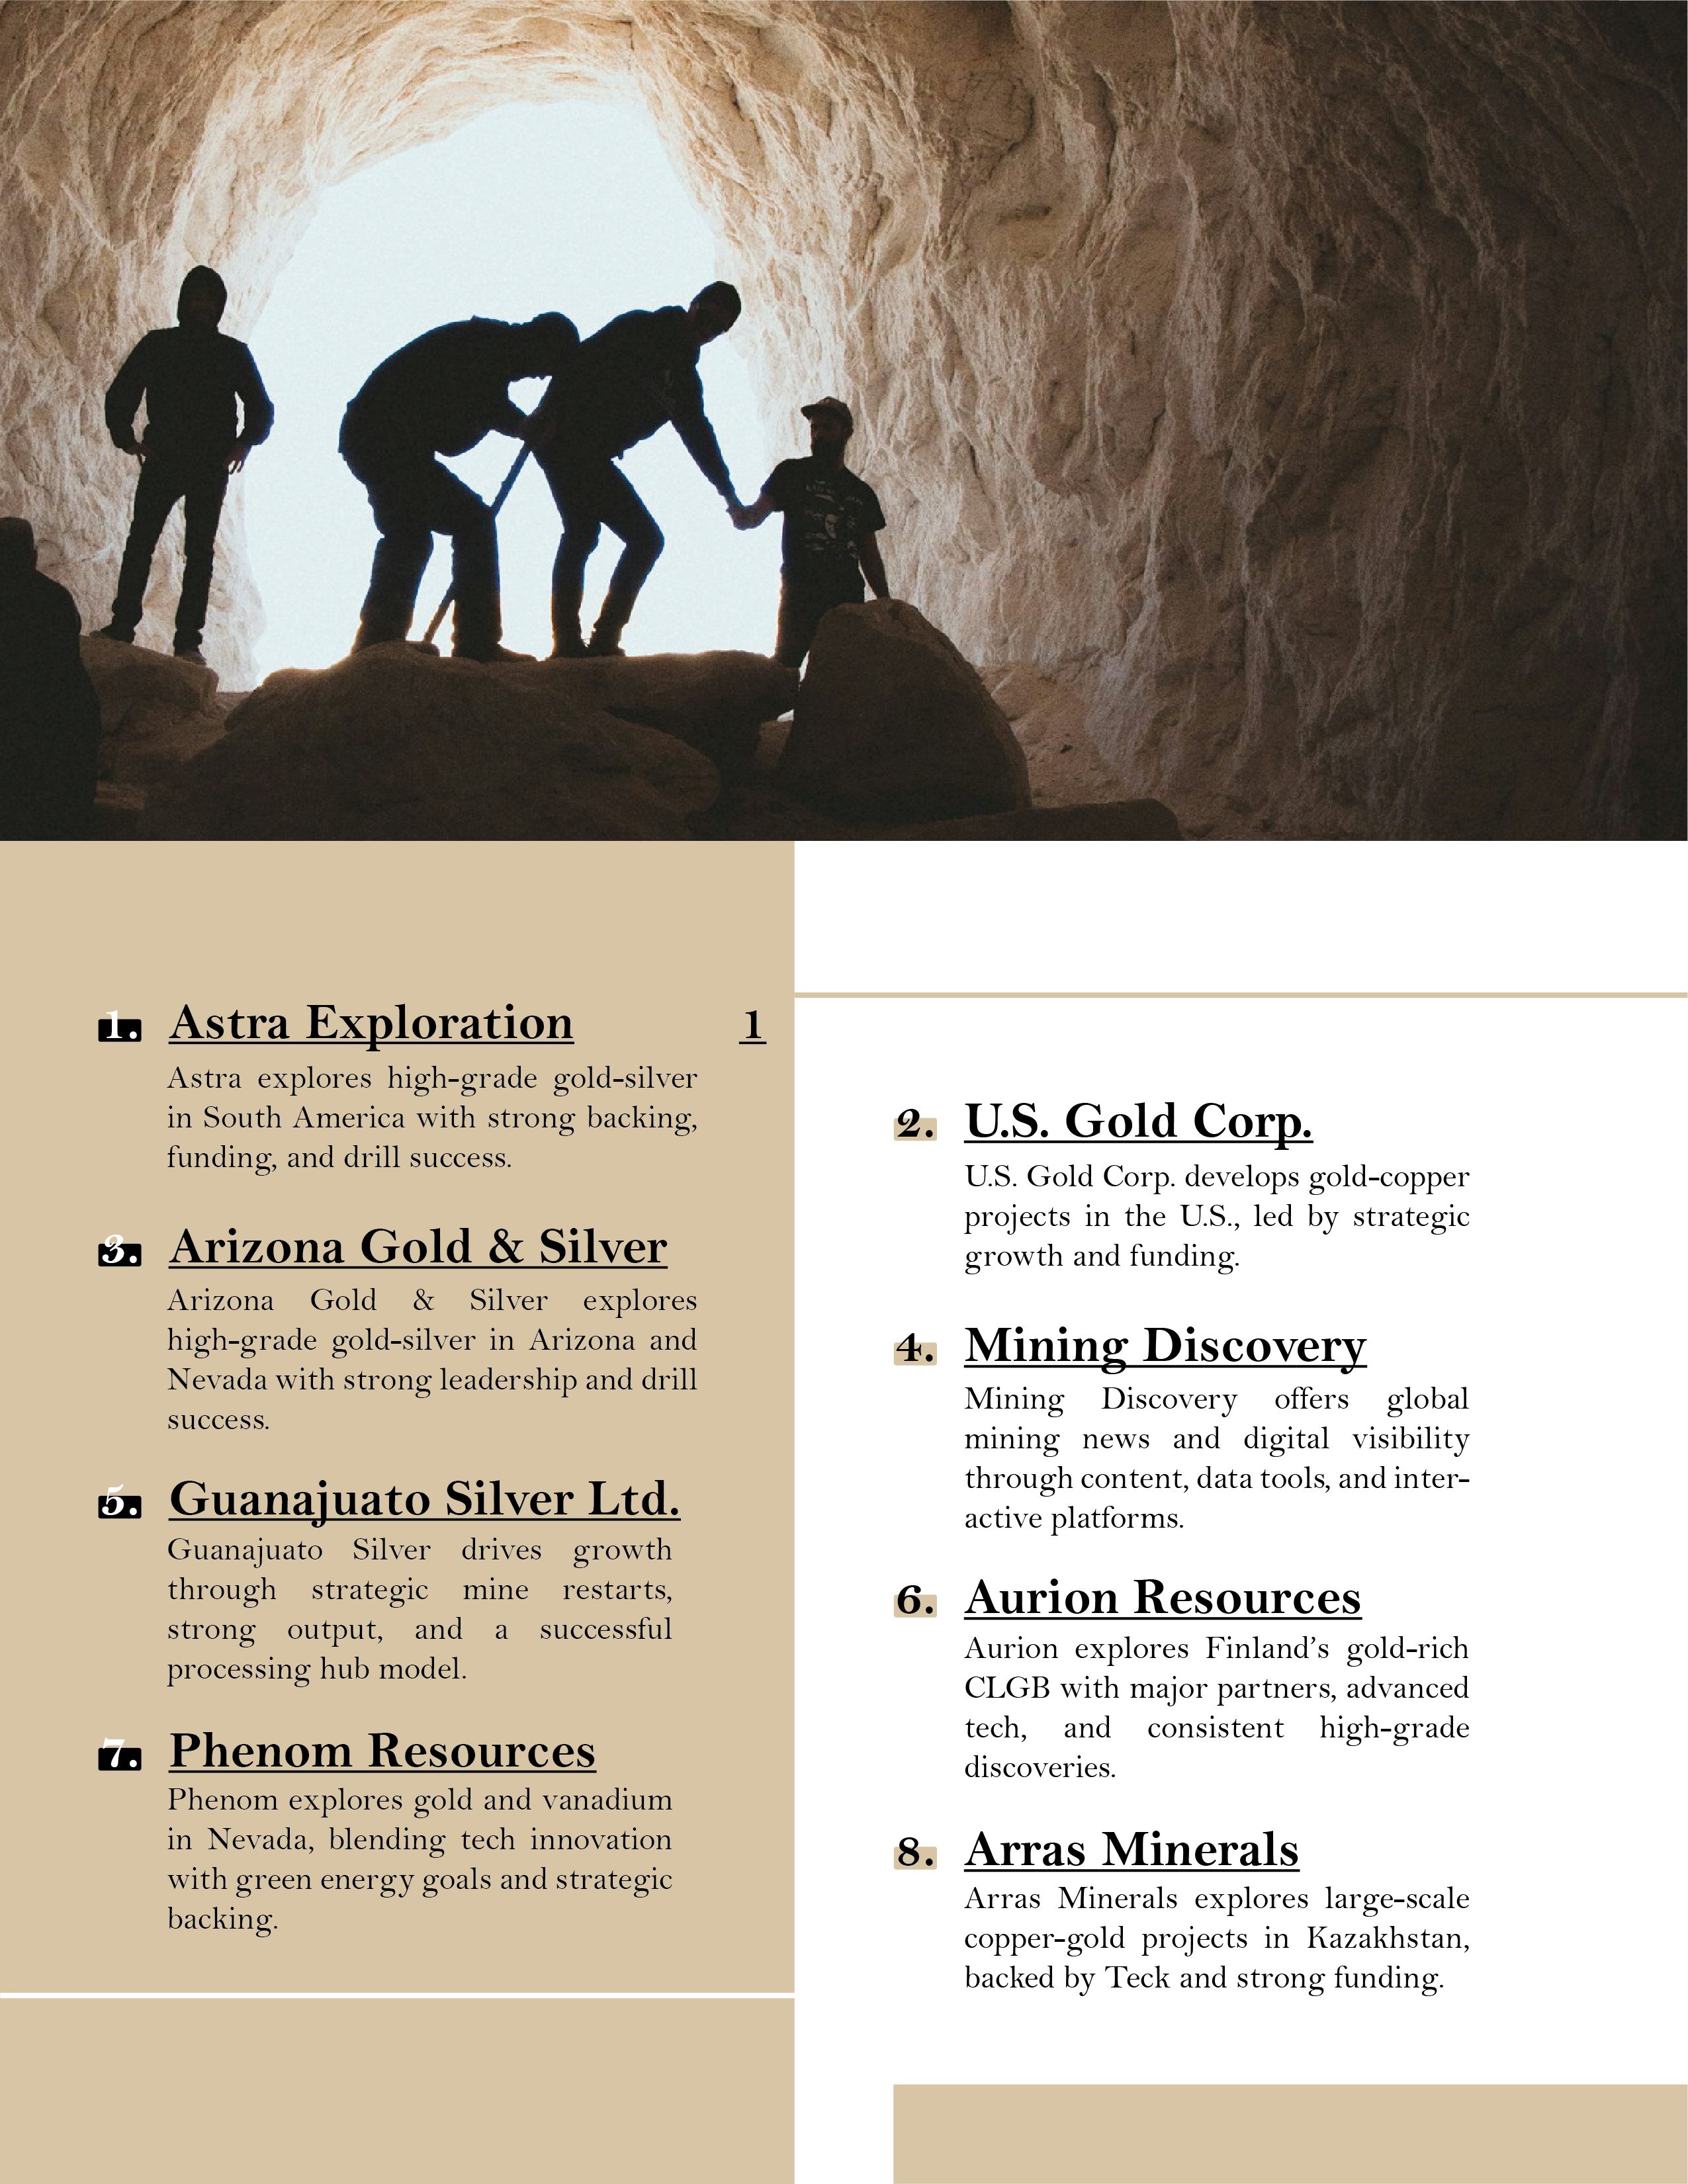 1. Astra Exploration 1
Astra explores high-grade gold-silver
in South America with strong backing,
funding, and drill success.
2. U.S. Gold Corp.
U.S. Gold Corp. develops gold-copper
projects in the U.S., led by strategic
growth and funding.
3. Arizona Gold & Silver
Arizona Gold & Silver explores
high-grade gold-silver in Arizona and
Nevada with strong leadership and drill
success.
4. Mining Discovery
Mining Discovery offers global
mining news and digital visibility
through content, data tools, and inter-
active platforms.
5. Guanajuato Silver Ltd.
Guanajuato Silver drives growth
through strategic mine restarts,
strong output, and a successful
processing hub model.
6. Aurion Resources
Aurion explores Finland’s gold-rich
CLGB with major partners, advanced
tech, and consistent high-grade
discoveries.
7. Phenom Resources
Phenom explores gold and vanadium
in Nevada, blending tech innovation
with green energy goals and strategic
backing.
8. Arras Minerals
Arras Minerals explores large-scale
copper-gold projects in Kazakhstan,
backed by Teck and strong funding.